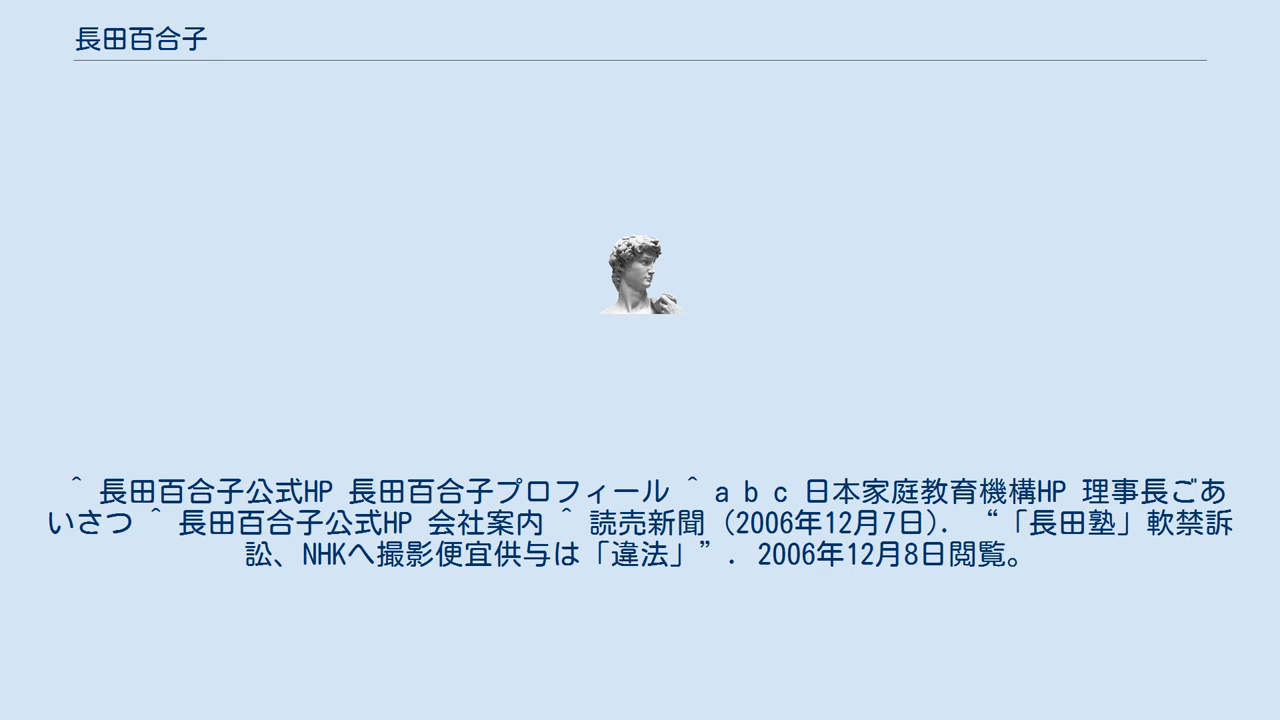 長田百合子
^ 長田百合子公式HP 長田百合子プロフィール ^ a b c 日本家庭教育機構HP 理事長ごあ
いさつ ^ 長田百合子公式HP 会社案内 ^ 読売新聞 (2006年12月7日). “「長田塾」軟禁訴
訟、NHKへ撮影便宜供与は「違法」”. 2006年12月8日閲覧。